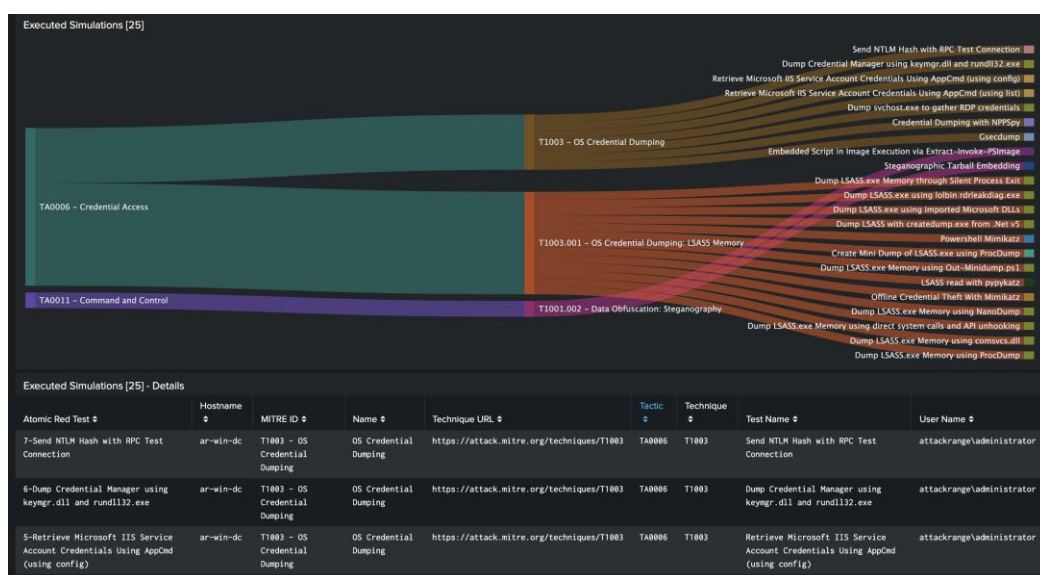 Executed Simulations [25]
Send NTLM Hash with RPC Test Connection
Dump Credential Manager using keymgr.dll and rundll32.exe
Retrieve Microsoft IIS Service Account Credentials Using AppCmd (using config)
Retrieve Microsoft IIS Service Account Credentials Using AppCmd (using list)
Dump svchost.exe to gather RDP credentials
Credential Dumping with NPPSpy
Gsecdump
T1003 - OS Credential Dumping
Embedded Script in Image Execution via Extract-Invoke-PSImage
Steganographic Tarball Embedding
Dump LSASS.exe Memory through Silent Process Exit
Dump LSASS.exe using lolbin rdrleakdiag.exe
TA0006 - Credential Access
Dump LSASS.exe using imported Microsoft DLLs
Dump LSASS with createdump.exe from .Net v5
Powershell Mimikatz
T1003.001 - OS Credential Dumping: LSASS Memory
Create Mini Dump of LSASS.exe using ProcDump
Dump LSASS.exe Memory using Out-Minidump.ps1
LSASS read with pypykatz
Offline Credential Theft With Mimikatz
TA0011 - Command and Control
T1001.002 - Data Obfuscation: Steganography
Dump LSASS.exe Memory using NanoDump
Dump LSASS.exe Memory using direct system calls and API unhooking
Dump LSASS.exe Memory using comsvcs.dll
Dump LSASS.exe Memory using ProcDump
Executed Simulations [25] - Details
Atomic Red Test Hostname MITRE ID Name Technique URL Tactic Technique Test Name User Name
7-Send NTLM Hash with RPC Test ar-win-dc T1003 - OS OS Credential https://attack.mitre.org/techniques/T1003 TA0006 T1003 Send NTLM Hash with RPC Test attackrange\administrator
Connection Credential Dumping Connection
Dumping
6-Dump Credential Manager using ar-win-dc T1003 - OS OS Credential https://attack.mitre.org/techniques/T1003 TA0006 T1003 Dump Credential Manager using attackrange\administrator
keymgr.dll and rundll32.exe Credential Dumping keymgr.dll and rundll32.exe
Dumping
5-Retrieve Microsoft IIS Service ar-win-dc T1003 - OS OS Credential https://attack.mitre.org/techniques/T1003 TA0006 T1003 Retrieve Microsoft IIS Service attackrange\administrator
Account Credentials Using AppCmd Credential Dumping Account Credentials Using AppCmd
(using config) Dumping (using config)